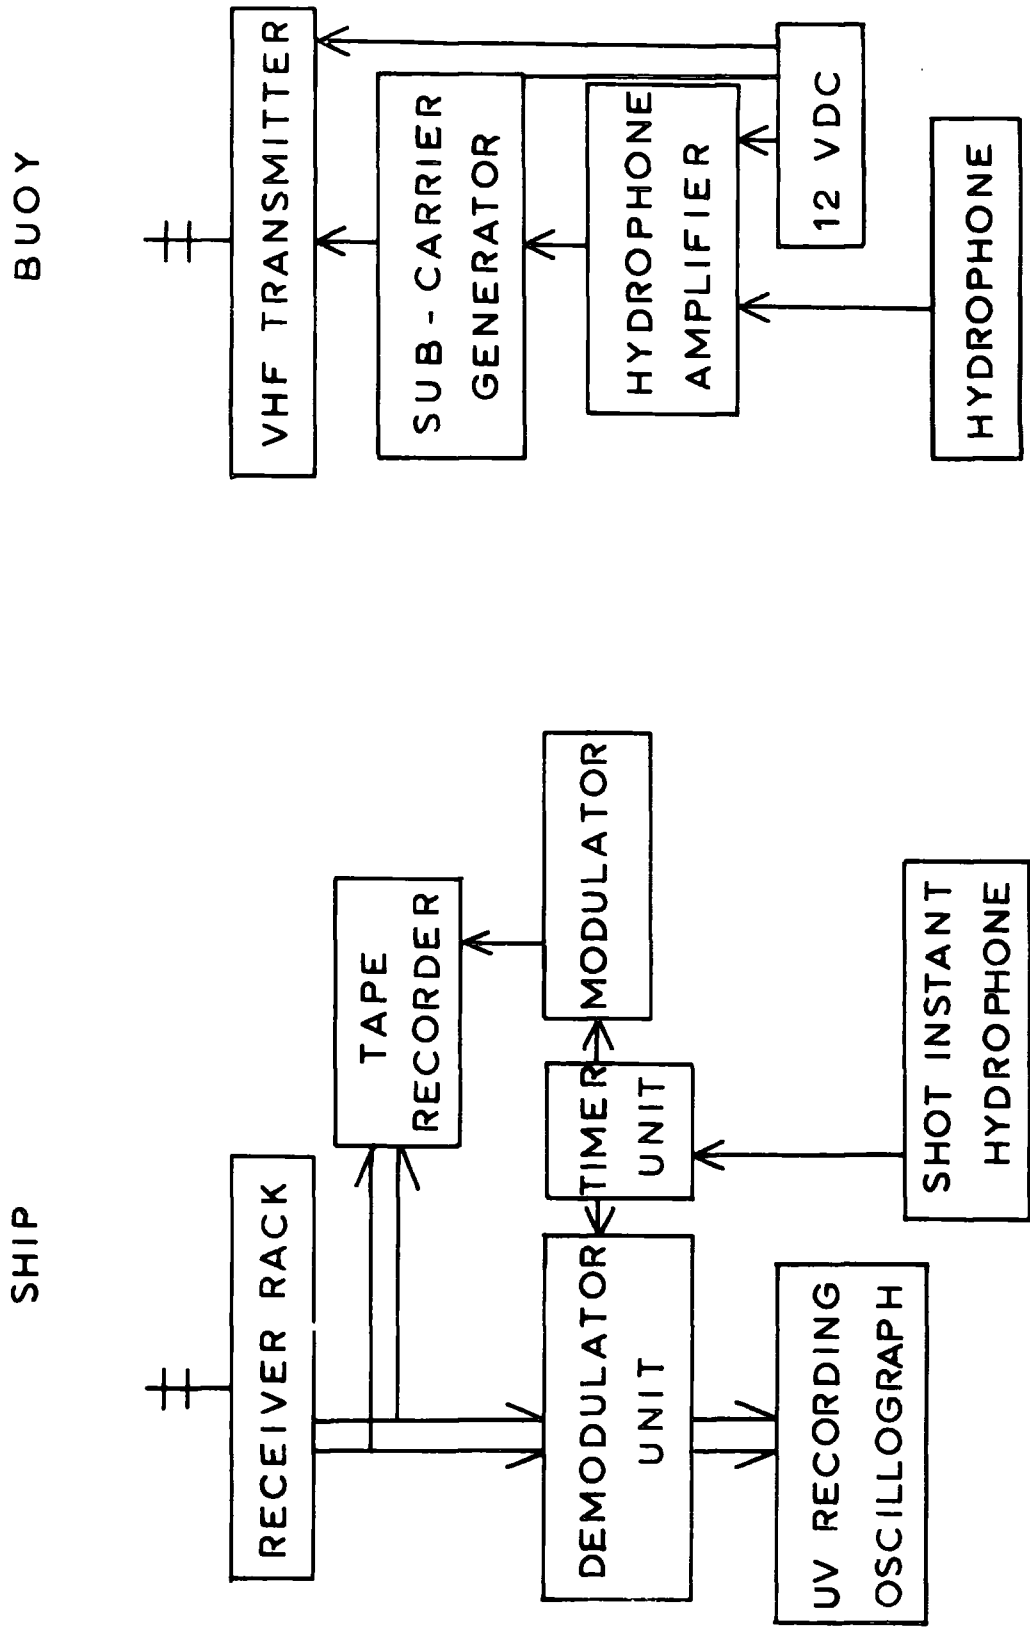 SHIP
BUOY
RECEIVER RACK
TAPE
RECORDER
DEMODULATOR
UNIT
TIMER
UNIT
MODULATOR
UV RECORDING
OSCILLOGRAPH
SHOT INSTANT
HYDROPHONE
VHF TRANSMITTER
SUB-CARRIER
GENERATOR
HYDROPHONE
AMPLIFIER
12 VDC
HYDROPHONE